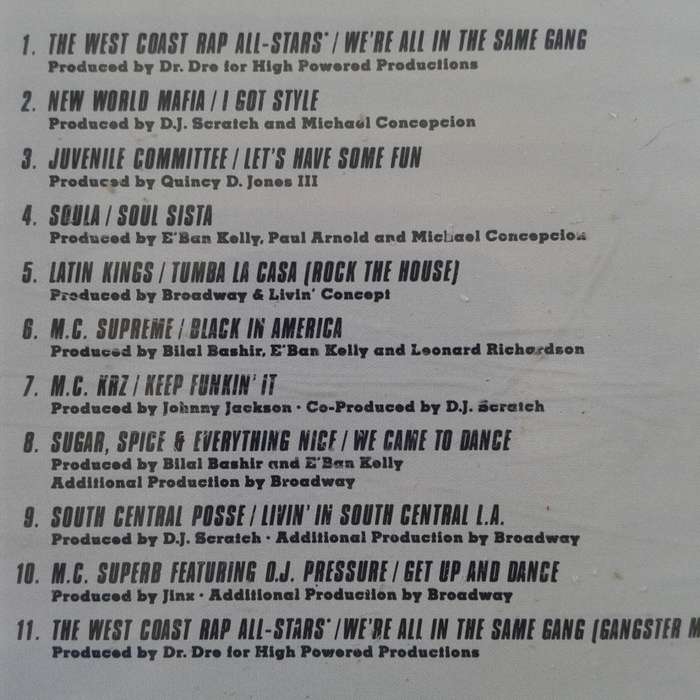 1. THE WEST COAST RAP ALL-STARS* / WE'RE ALL IN THE SAME GANG
Produced by Dr. Dre for High Powered Productions
2. NEW WORLD MAFIA / I GOT STYLE
Produced by D.J. Scratch and Michael Concepcion
3. JUVENILE COMMITTEE / LET'S HAVE SOME FUN
Produced by Quincy D. Jones III
4. SOULA / SOUL SISTA
Produced by E'Ban Kelly, Paul Arnold and Michael Concepcion
5. LATIN KINGS / TUMBA LA CASA (ROCK THE HOUSE)
Produced by Broadway & Livin' Concept
6. M.C. SUPREME / BLACK IN AMERICA
Produced by Bilal Bashir, E'Ban Kelly and Leonard Richardson
7. M.C. KRZ / KEEP FUNKIN' IT
Produced by Johnny Jackson · Co-Produced by D.J. Scratch
8. SUGAR, SPICE & EVERYTHING NICE / WE CAME TO DANCE
Produced by Bilal Bashir and E'Ban Kelly
Additional Production by Broadway
9. SOUTH CENTRAL POSSE / LIVIN' IN SOUTH CENTRAL L.A.
Produced by D.J. Scratch · Additional Production by Broadway
10. M.C. SUPERB FEATURING D.J. PRESSURE / GET UP AND DANCE
Produced by Jinx · Additional Production by Broadway
11. THE WEST COAST RAP ALL-STARS* / WE'RE ALL IN THE SAME GANG (GANGSTER
Produced by Dr. Dre for High Powered Productions